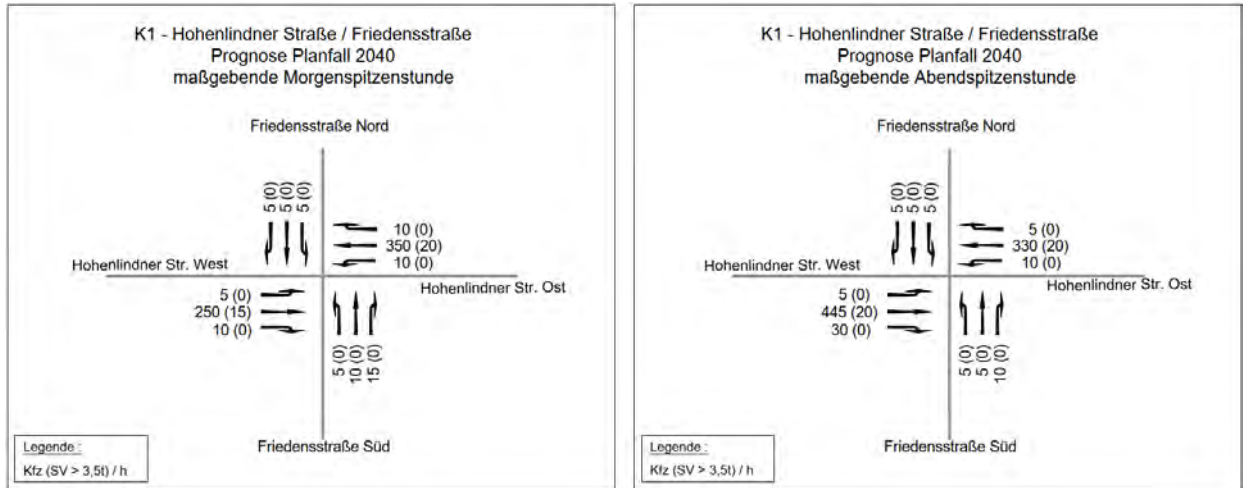 K1 - Hohenlindner Straße / Friedensstraße
Prognose Planfall 2040
maßgebende Morgenspitzenstunde
Friedensstraße Nord
5 (0)
5 (0)
5 (0)
10 (0)
350 (20)
10 (0)
Hohenlindner Str. West
Hohenlindner Str. Ost
5 (0)
250 (15)
10 (0)
5 (0)
10 (0)
15 (0)
Friedensstraße Süd
Legende :
Kfz (SV > 3,5t) / h
K1 - Hohenlindner Straße / Friedensstraße
Prognose Planfall 2040
maßgebende Abendspitzenstunde
Friedensstraße Nord
5 (0)
5 (0)
5 (0)
5 (0)
330 (20)
10 (0)
Hohenlindner Str. West
Hohenlindner Str. Ost
5 (0)
445 (20)
30 (0)
5 (0)
5 (0)
10 (0)
Friedensstraße Süd
Legende :
Kfz (SV > 3,5t) / h